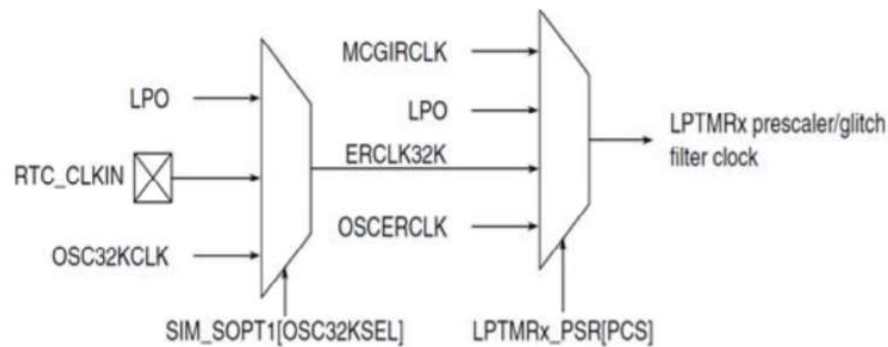 MCGIRCLK
LPO
LPO
LPTMRx prescaler/glitch
filter clock
ERCLK32K
RTC_CLKIN
OSCERCLK
OSC32KCLK
SIM_SOPT1[OSC32KSEL]
LPTMRx_PSR[PCS]